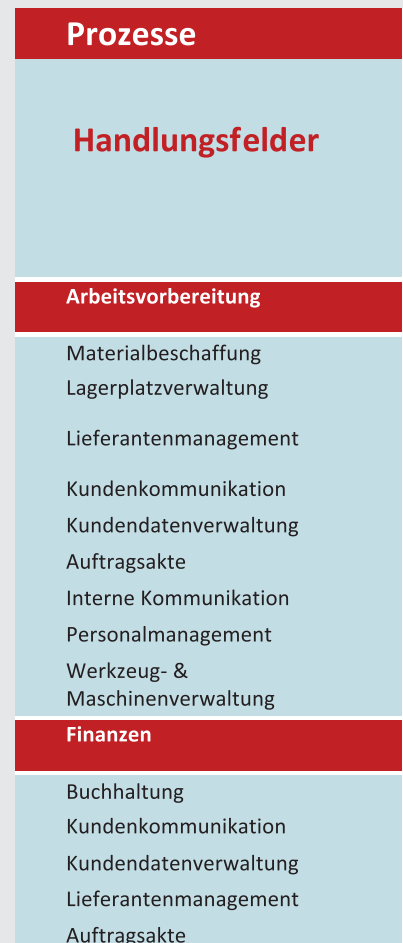 Prozesse
Handlungsfelder
Arbeitsvorbereitung
Materialbeschaffung
Lagerplatzverwaltung
Lieferantenmanagement
Kundenkommunikation
Kundendatenverwaltung
Auftragsakte
Interne Kommunikation
Personalmanagement
Werkzeug- &
Maschinenverwaltung
Finanzen
Buchhaltung
Kundenkommunikation
Kundendatenverwaltung
Lieferantenmanagement
Auftragsakte